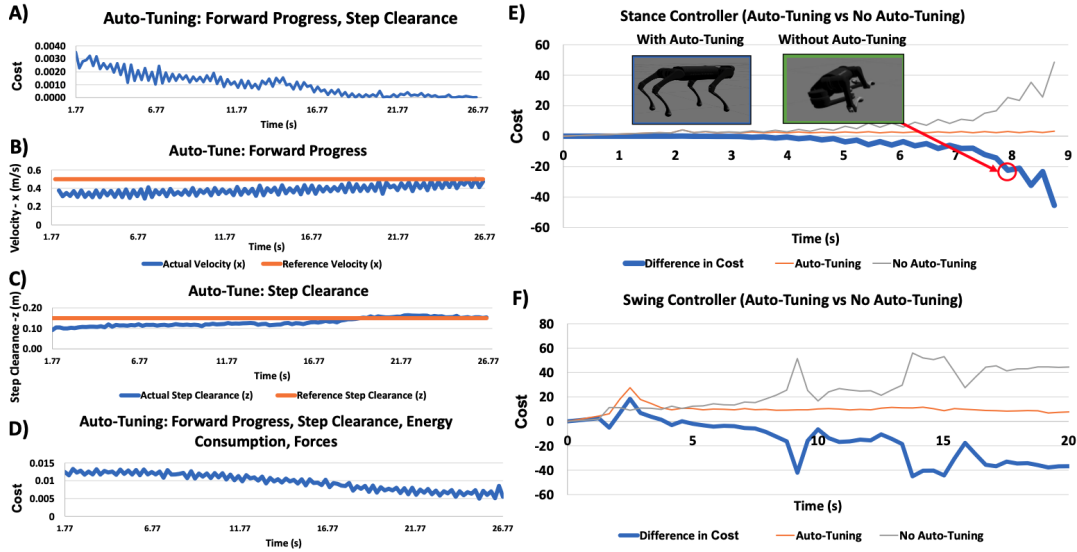 A)
Auto-Tuning: Forward Progress, Step Clearance
0.0040
0.0030
0.0020
0.0010
0.0000
Cost
1.77 6.77 11.77 16.77 21.77 26.77
Time (s)
B)
Auto-Tune: Forward Progress
0.6
0.4
0.2
0
Velocity - x (m/s)
1.77 6.77 11.77 16.77 21.77 26.77
Time (s)
Actual Velocity (x) Reference Velocity (x)
C)
Auto-Tune: Step Clearance
0.20
0.10
0.00
Step Clearance -z (m)
1.77 6.77 11.77 16.77 21.77 26.77
Time (s)
Actual Step Clearance (z) Reference Step Clearance (z)
D)
Auto-Tuning: Forward Progress, Step Clearance, Energy
Consumption, Forces
0.015
0.01
0.005
0
Cost
1.77 6.77 11.77 16.77 21.77 26.77
Time (s)
E)
Stance Controller (Auto-Tuning vs No Auto-Tuning)
With Auto-Tuning Without Auto-Tuning
60
40
20
0
-20
-40
-60
Cost
0 1 2 3 4 5 6 7 8 9
Time (s)
Difference in Cost Auto-Tuning No Auto-Tuning
F)
Swing Controller (Auto-Tuning vs No Auto-Tuning)
80
60
40
20
0
-20
-40
-60
Cost
0 5 10 15 20
Time (s)
Difference in Cost Auto-Tuning No Auto-Tuning